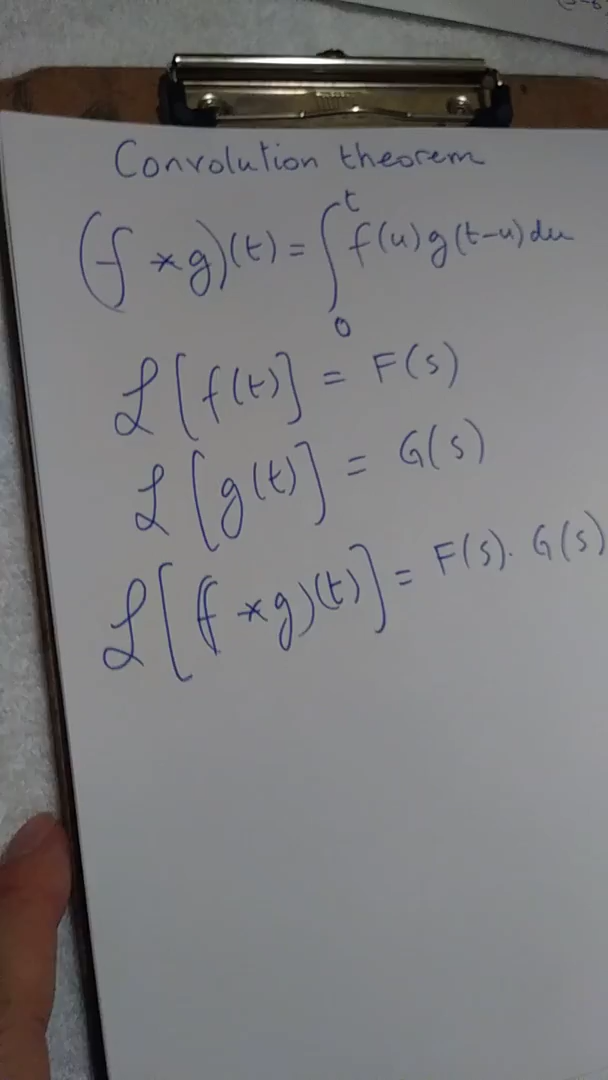 Convolution theorem
(f * g)(t) = ∫₀ᵗ f(u) g(t-u) du
ℒ[f(t)] = F(s)
ℒ[g(t)] = G(s)
ℒ[(f * g)(t)] = F(s). G(s)